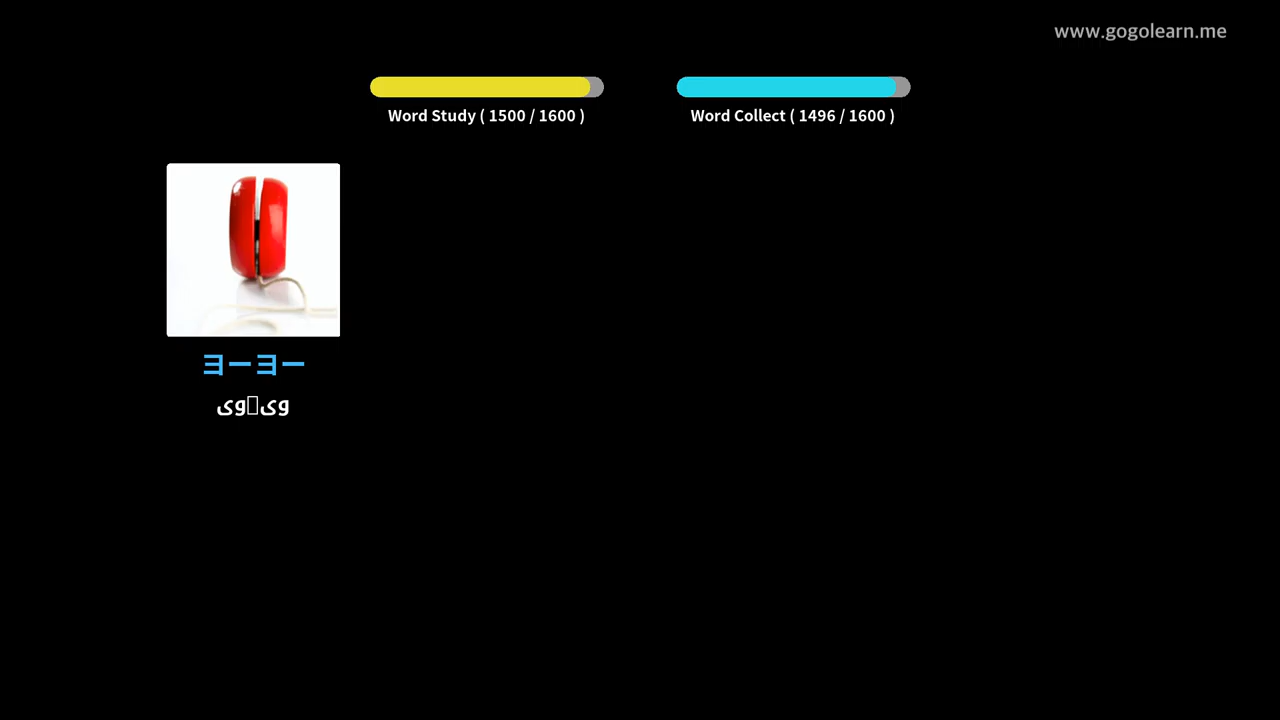 www.gogolearn.me
Word Study ( 1500 / 1600 )
Word Collect ( 1496 / 1600 )
ヨーヨー
وی□وی